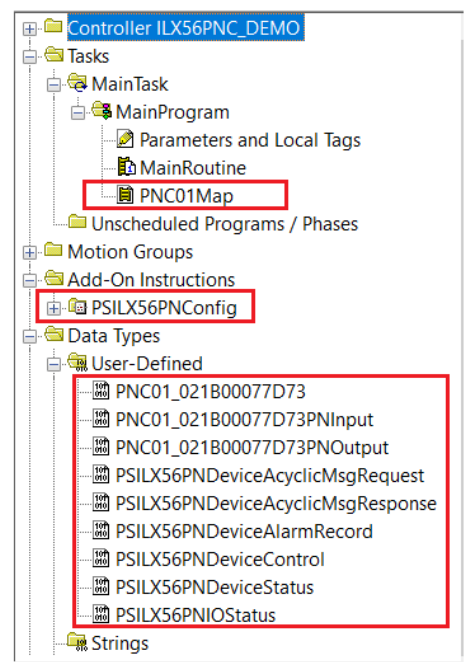 Controller ILX56PNC_DEMO
Tasks
MainTask
MainProgram
Parameters and Local Tags
MainRoutine
PNC01Map
Unscheduled Programs / Phases
Motion Groups
Add-On Instructions
PSILX56PNConfig
Data Types
User-Defined
PNC01_021B00077D73
PNC01_021B00077D73PNInput
PNC01_021B00077D73PNOutput
PSILX56PNDeviceAcyclicMsgRequest
PSILX56PNDeviceAcyclicMsgResponse
PSILX56PNDeviceAlarmRecord
PSILX56PNDeviceControl
PSILX56PNDeviceStatus
PSILX56PNIOStatus
Strings